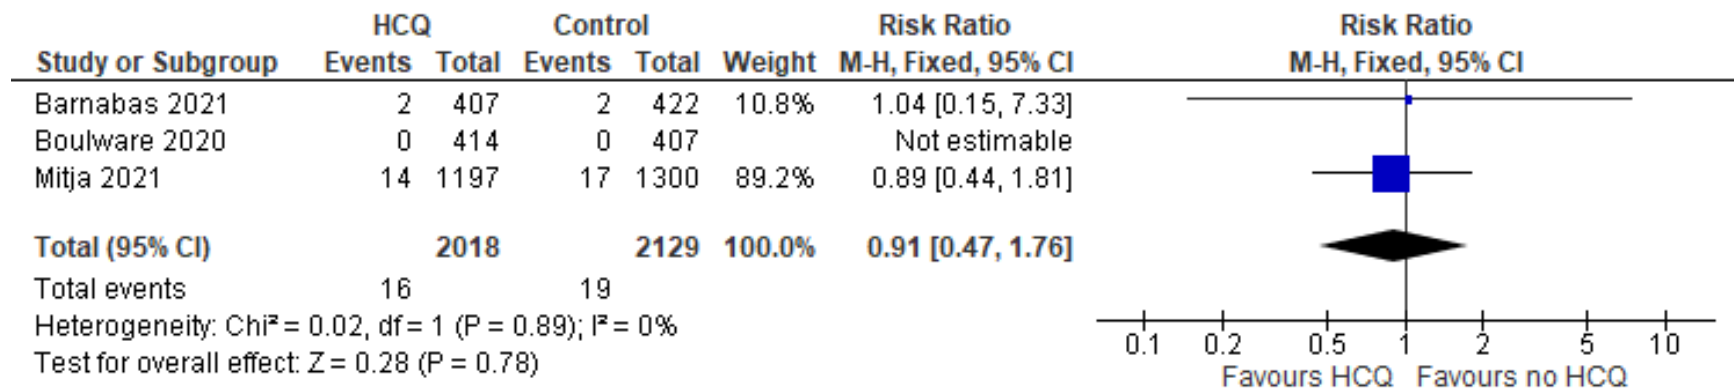 HCQ Control Risk Ratio Risk Ratio
Study or Subgroup Events Total Events Total Weight M-H, Fixed, 95% CI M-H, Fixed, 95% CI
Barnabas 2021 2 407 2 422 10.8% 1.04 [0.15, 7.33]
Boulware 2020 0 414 0 407 Not estimable
Mitja 2021 14 1197 17 1300 89.2% 0.89 [0.44, 1.81]
Total (95% CI) 2018 2129 100.0% 0.91 [0.47, 1.76]
Total events 16 19
Heterogeneity: Chi² = 0.02, df = 1 (P = 0.89); I² = 0%
Test for overall effect: Z = 0.28 (P = 0.78)
0.1 0.2 0.5 1 2 5 10
Favours HCQ Favours no HCQ